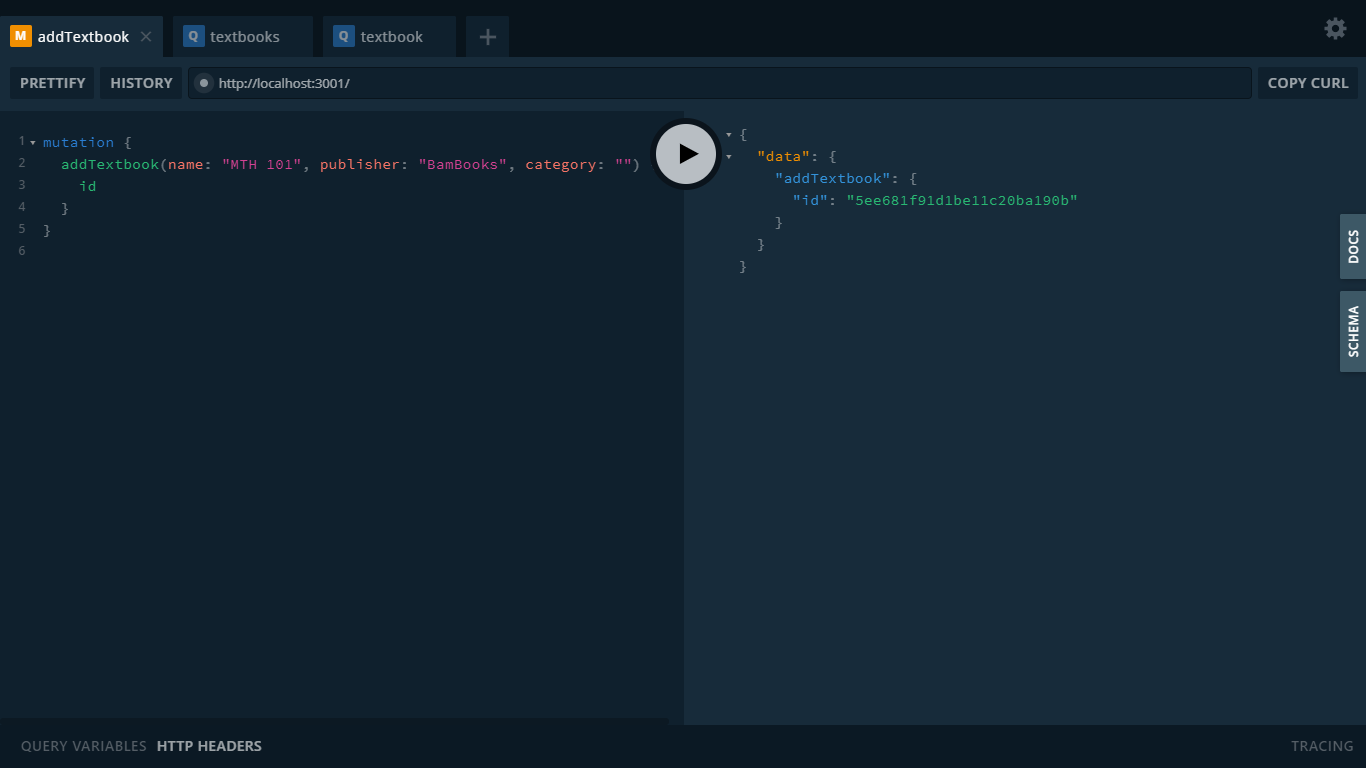 M addTextbook ×
Q textbooks
Q textbook
+
PRETTIFY HISTORY http://localhost:3001/ COPY CURL
1 mutation {
2 addTextbook(name: "MTH 101", publisher: "BamBooks", category: "")
3 id
4 }
5 }
6
{
"data": {
"addTextbook": {
"id": "5ee681f91d1be11c20ba190b"
}
}
}
DOCS
SCHEMA
QUERY VARIABLES HTTP HEADERS
TRACING